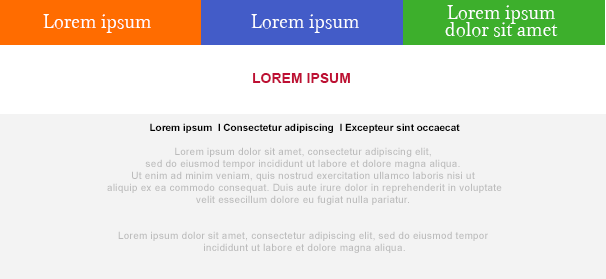 Lorem ipsum
Lorem ipsum
Lorem ipsum
dolor sit amet
LOREM IPSUM
Lorem ipsum | Consectetur adipiscing | Excepteur sint occaecat
Lorem ipsum dolor sit amet, consectetur adipiscing elit,
sed do eiusmod tempor incididunt ut labore et dolore magna aliqua.
Ut enim ad minim veniam, quis nostrud exercitation ullamco laboris nisi ut
aliquip ex ea commodo consequat. Duis aute irure dolor in reprehenderit in voluptate
velit essecillum dolore eu fugiat nulla pariatur.
Lorem ipsum dolor sit amet, consectetur adipiscing elit, sed do eiusmod tempor
incididunt ut labore et dolore magna aliqua.